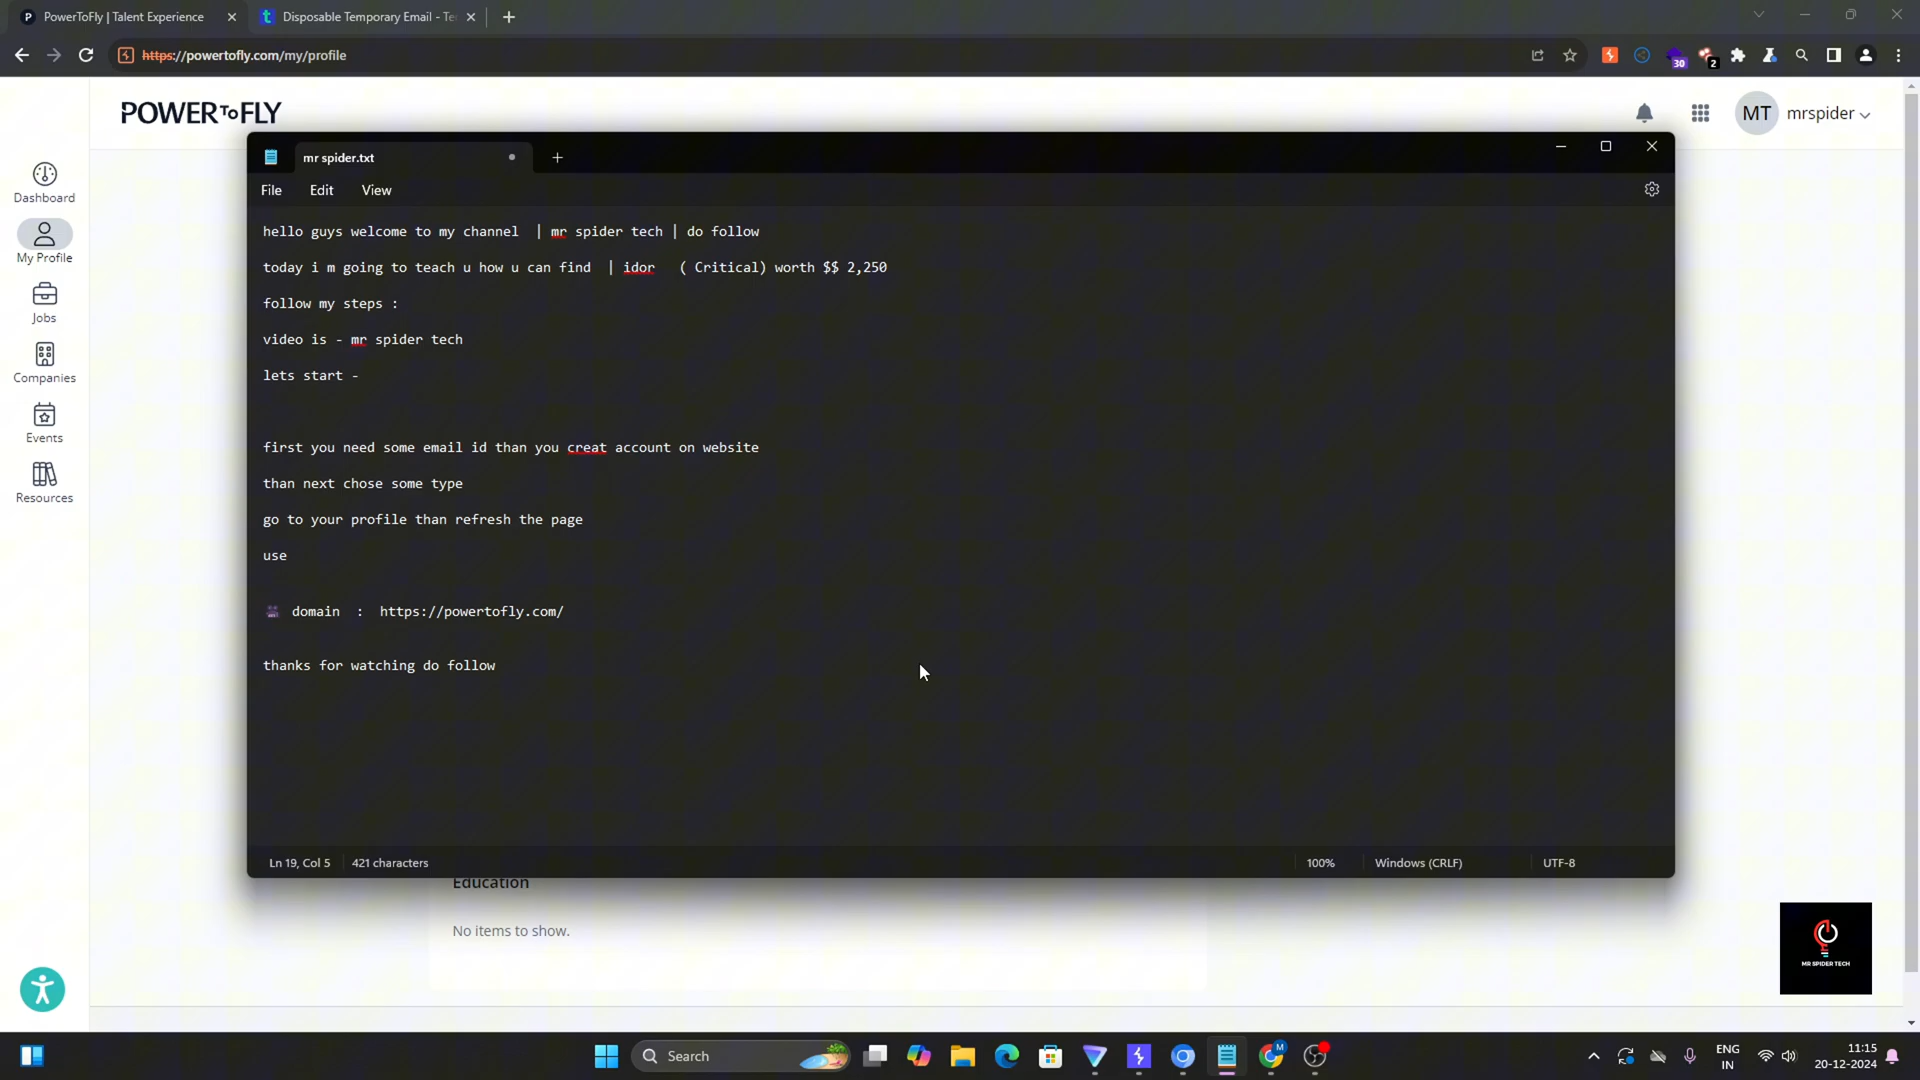 PowerToFly | Talent Experience
Disposable Temporary Email - Te
https://powertofly.com/my/profile
30
2
POWERTOFLY
MT mrspider
Dashboard
My Profile
Jobs
Companies
Events
Resources
mr spider.txt
File Edit View
hello guys welcome to my channel | mr spider tech | do follow
today i m going to teach u how u can find | idor ( Critical) worth $$ 2,250
follow my steps :
video is - mr spider tech
lets start -
first you need some email id than you creat account on website
than next chose some type
go to your profile than refresh the page
use
domain : https://powertofly.com/
thanks for watching do follow
Ln 19, Col 5 421 characters 100% Windows (CRLF) UTF-8
Education
No items to show.
MR SPIDER TECH
Search
ENG
IN
11:15
20-12-2024